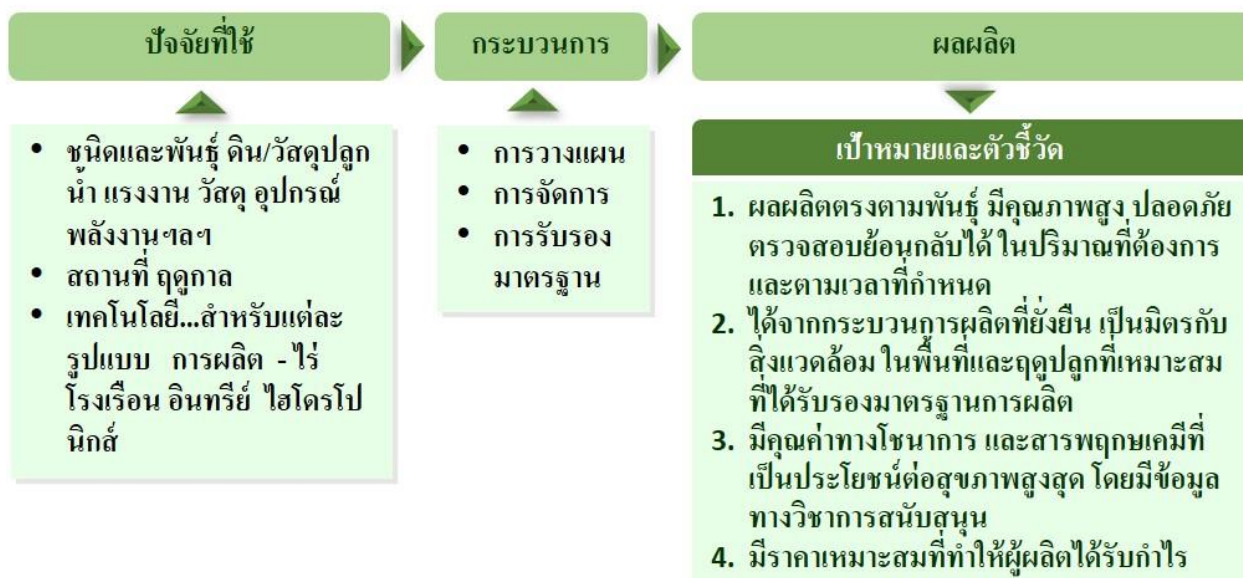 ปัจจัยที่ใช้
กระบวนการ
ผลผลิต
• ชนิดและพันธุ์ ดิน/วัสดุปลูก
น้ำ แรงงาน วัสดุ อุปกรณ์
พลังงานฯลฯ
• สถานที่ ฤดูกาล
• เทคโนโลยี...สำหรับแต่ละ
รูปแบบ การผลิต - ไร่
โรงเรือน อินทรีย์ ไฮโดรโป
นิกส์
• การวางแผน
• การจัดการ
• การรับรอง
มาตรฐาน
เป้าหมายและตัวชี้วัด
1. ผลผลิตตรงตามพันธุ์ มีคุณภาพสูง ปลอดภัย
ตรวจสอบย้อนกลับได้ ในปริมาณที่ต้องการ
และตามเวลาที่กำหนด
2. ได้จากกระบวนการผลิตที่ยั่งยืน เป็นมิตรกับ
สิ่งแวดล้อม ในพื้นที่และฤดูปลูกที่เหมาะสม
ที่ได้รับรองมาตรฐานการผลิต
3. มีคุณค่าทางโชนาการ และสารพฤกษเคมีที่
เป็นประโยชน์ต่อสุขภาพสูงสุด โดยมีข้อมูล
ทางวิชาการสนับสนุน
4. มีราคาเหมาะสมที่ทำให้ผู้ผลิตได้รับกำไร